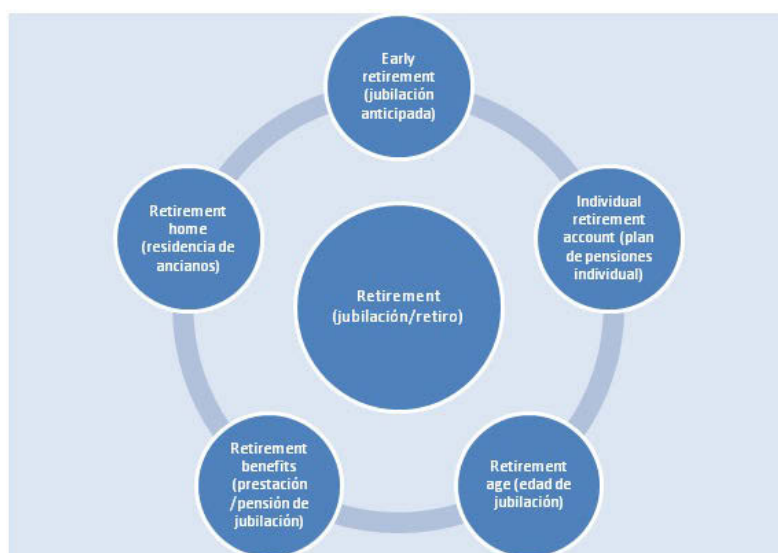 Early
retirement
(jubilación
anticipada)
Individual
retirement
account (plan
de pensiones
individual)
Retirement
home
(residencia de
ancianos)
Retirement
(jubilación/retiro)
Retirement
benefits
(prestación
/pensión de
jubilación)
Retirement
age (edad de
jubilación)